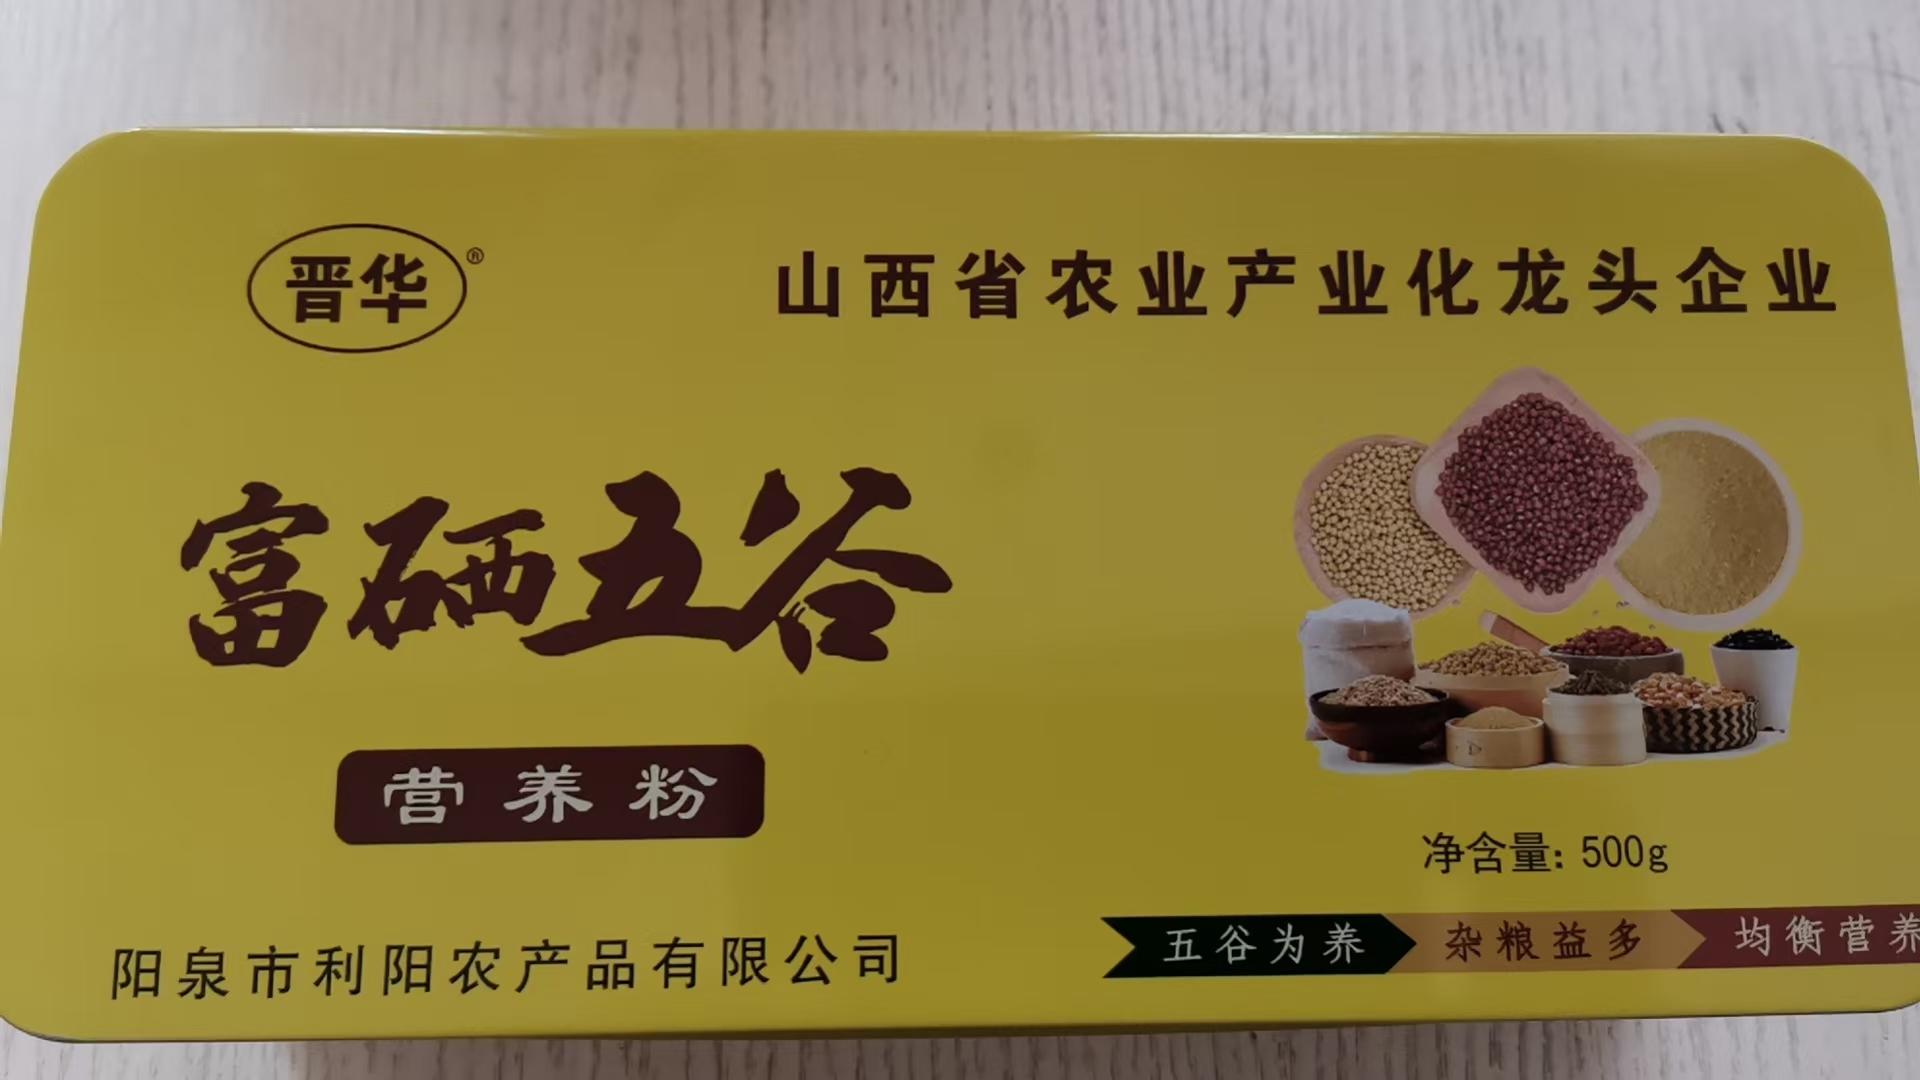 晋华®
山西省农业产业化龙头企业
富硒五谷
营养粉
净含量: 500g
五谷为养 杂粮益多 均衡营养
阳泉市利阳农产品有限公司